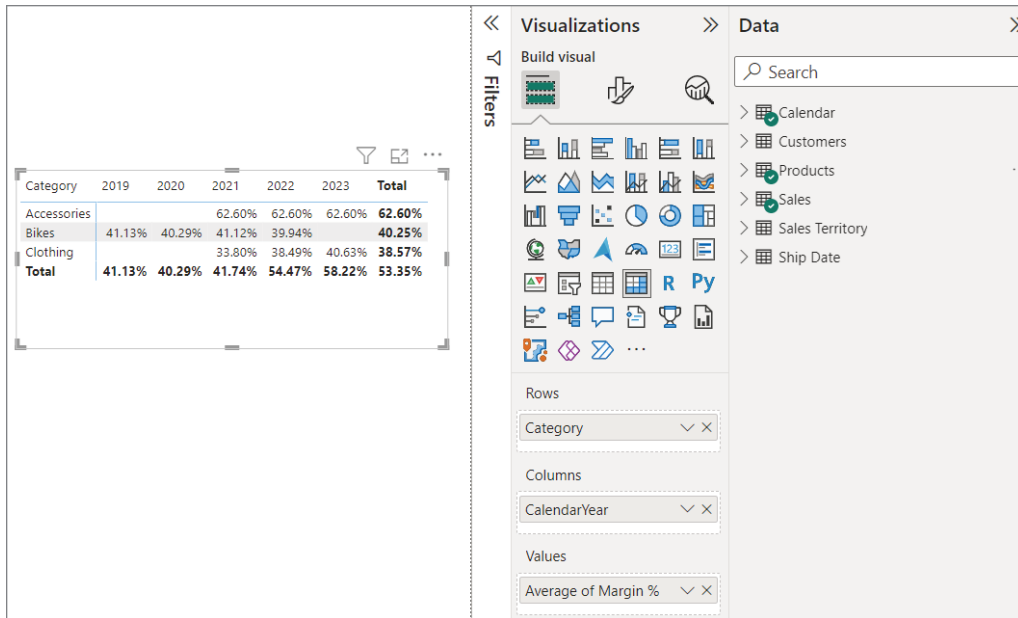 Category 2019 2020 2021 2022 2023 Total
Accessories 62.60% 62.60% 62.60% 62.60%
Bikes 41.13% 40.29% 41.12% 39.94% 40.25%
Clothing 33.80% 38.49% 40.63% 38.57%
Total 41.13% 40.29% 41.74% 54.47% 58.22% 53.35%
Filters
Visualizations
Build visual
123
R
Py
Rows
Category
Columns
CalendarYear
Values
Average of Margin %
Data
Search
Calendar
Customers
Products
Sales
Sales Territory
Ship Date